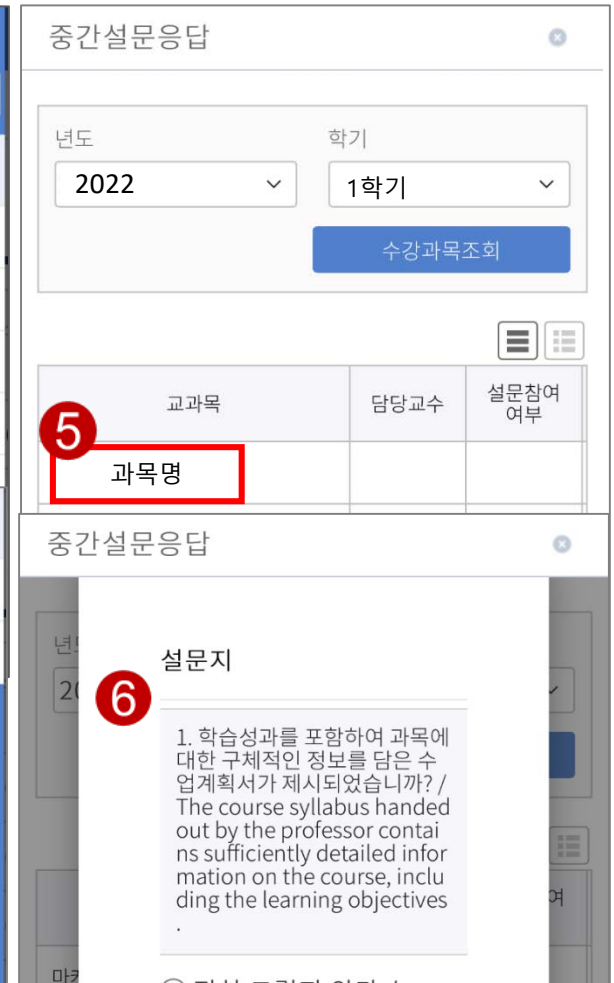 중간설문응답
년도 학기
2022 1학기
수강과목조회
교과목 담당교수 설문참여
여부
5
과목명
중간설문응답
년도
20
설문지
6
1. 학습성과를 포함하여 과목에
대한 구체적인 정보를 담은 수
업계획서가 제시되었습니까? /
The course syllabus handed
out by the professor contai
ns sufficiently detailed infor
mation on the course, inclu
ding the learning objectives
.
여